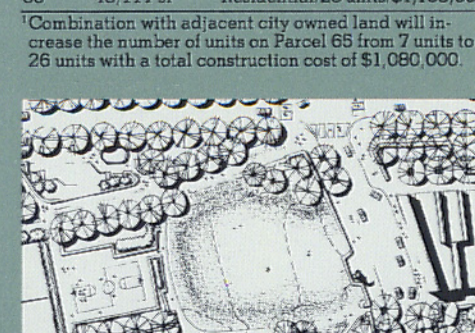 ¹Combination with adjacent city owned land will in-
crease the number of units on Parcel 65 from 7 units to
26 units with a total construction cost of $1,080,000.